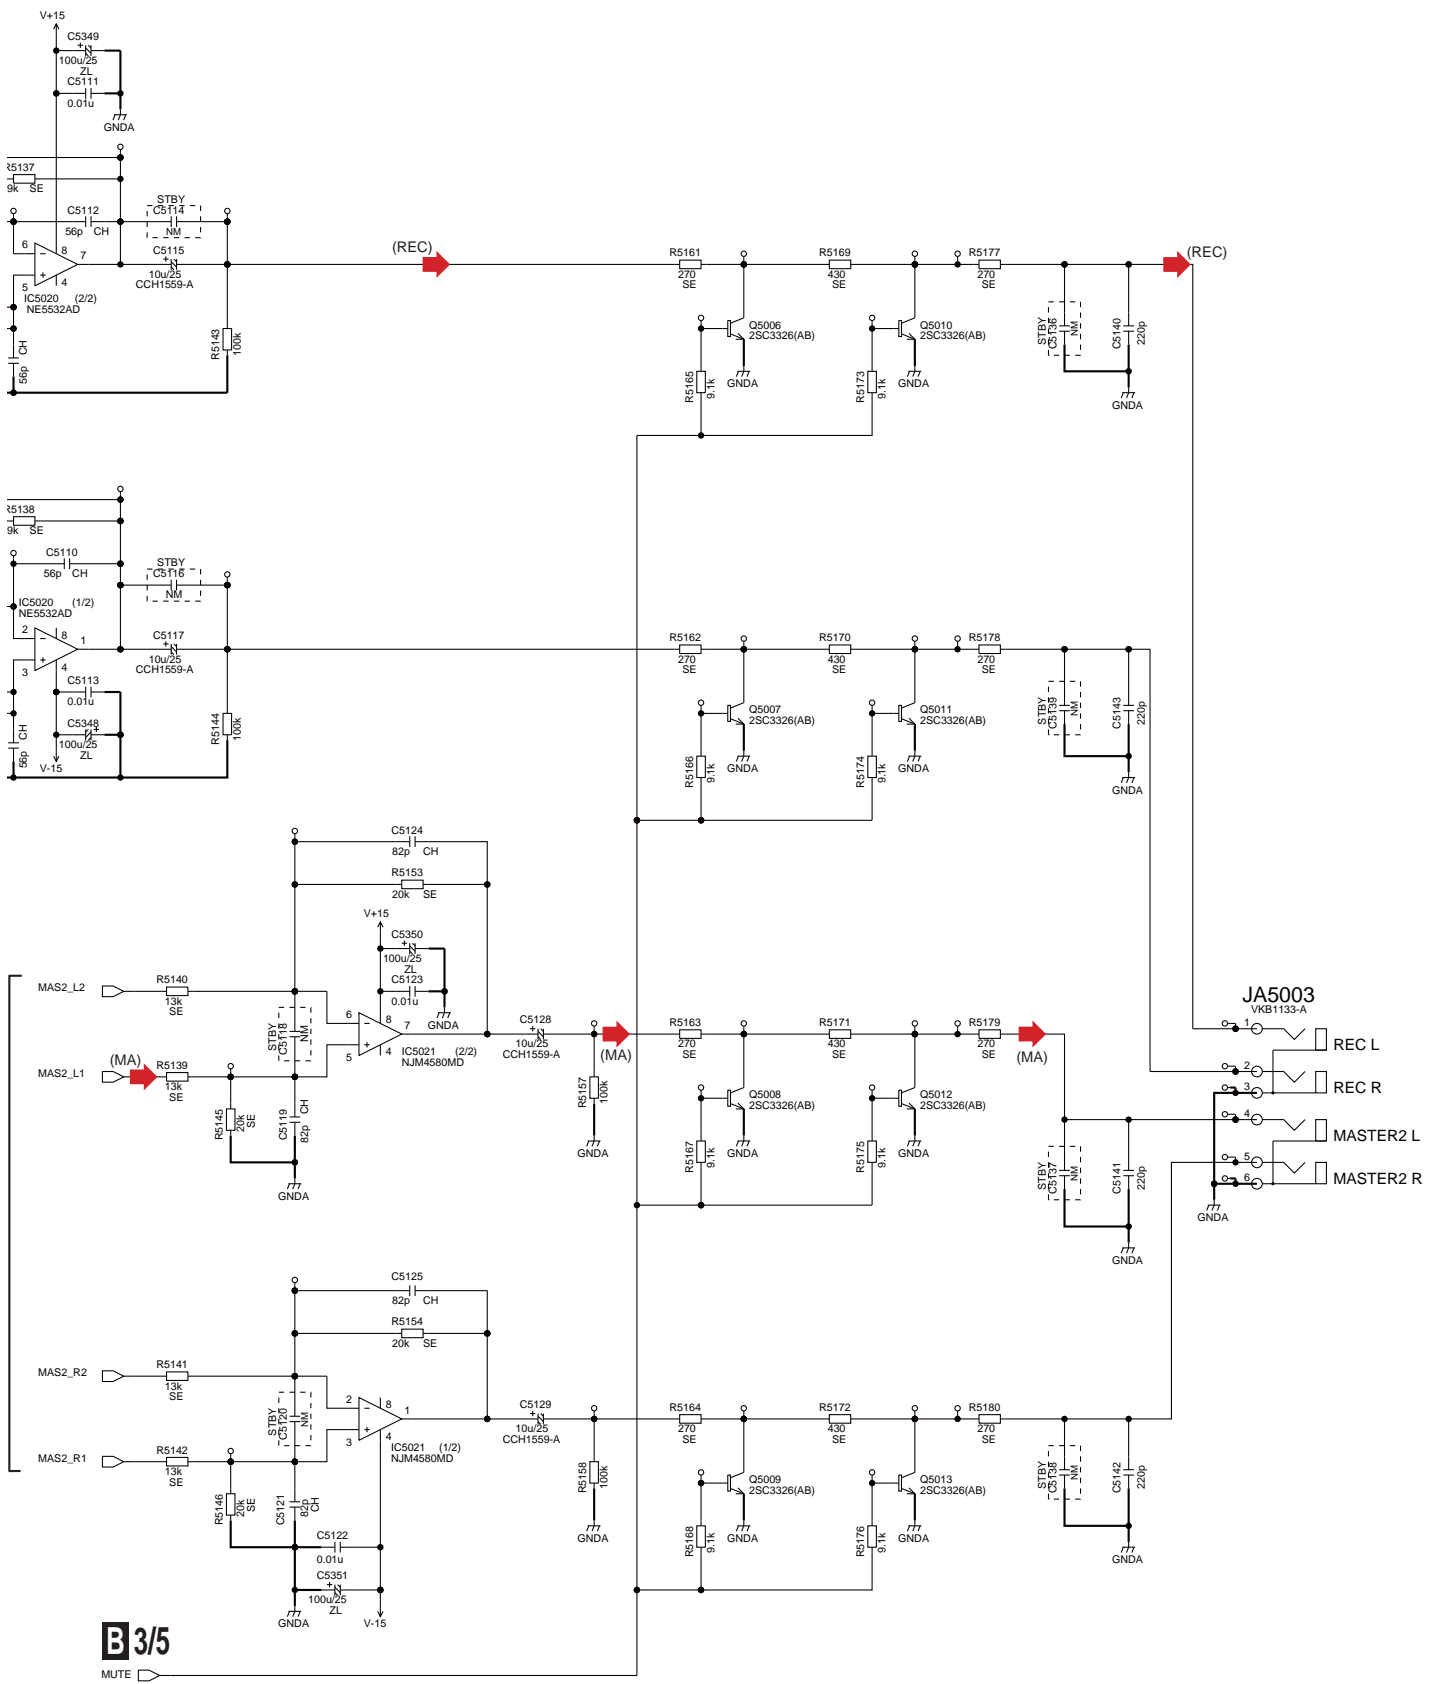 V+15
C5349
100u/25
ZL
C5111
0.01u
GNDA
R5137
9k SE
C5112
56p CH
STBY
C5114
NM
C5115
10u/25
CCH1559-A
6
8
7
5
4
IC5020 (2/2)
NE5532AD
CH
56p
R5143
100k
(REC)
R5161
270
SE
R5169
430
SE
R5177
270
SE
(REC)
Q5006
2SC3326(AB)
Q5010
2SC3326(AB)
R5165
9.1k
GNDA
R5173
9.1k
GNDA
STBY
C5136
NM
C5140
220p
GNDA
R5138
9k SE
C5110
56p CH
STBY
C5116
NM
IC5020 (1/2)
NE5532AD
2
8
1
3
4
C5117
10u/25
CCH1559-A
C5113
0.01u
C5348
100u/25
ZL
V-15
CH
56p
R5144
100k
R5162
270
SE
R5170
430
SE
R5178
270
SE
Q5007
2SC3326(AB)
Q5011
2SC3326(AB)
R5166
9.1k
GNDA
R5174
9.1k
GNDA
STBY
C5139
NM
C5143
220p
GNDA
C5124
82p CH
R5153
20k SE
V+15
C5350
100u/25
ZL
C5123
0.01u
GNDA
MAS2_L2
R5140
13k
SE
STBY
C5118
NM
6
8
7
5
4
IC5021 (2/2)
NJM4580MD
C5128
10u/25
CCH1559-A
(MA)
MAS2_L1
(MA)
R5139
13k
SE
R5145
20k
SE
C5119
82p
CH
GNDA
R5157
100k
GNDA
R5163
270
SE
R5171
430
SE
R5179
270
SE
(MA)
Q5008
2SC3326(AB)
Q5012
2SC3326(AB)
R5167
9.1k
GNDA
R5175
9.1k
GNDA
STBY
C5137
NM
C5141
220p
GNDA
JA5003
VKB1133-A
1
REC L
2
3
REC R
4
MASTER2 L
5
6
MASTER2 R
GNDA
C5125
82p CH
R5154
20k SE
MAS2_R2
R5141
13k
SE
STBY
C5120
NM
2
8
1
3
4
IC5021 (1/2)
NJM4580MD
C5129
10u/25
CCH1559-A
MAS2_R1
R5142
13k
SE
R5146
20k
SE
C5121
82p
CH
C5122
0.01u
C5351
100u/25
ZL
GNDA
V-15
R5158
100k
GNDA
R5164
270
SE
R5172
430
SE
R5180
270
SE
Q5009
2SC3326(AB)
Q5013
2SC3326(AB)
R5168
9.1k
GNDA
R5176
9.1k
GNDA
STBY
C5138
NM
C5142
220p
GNDA
B 3/5
MUTE